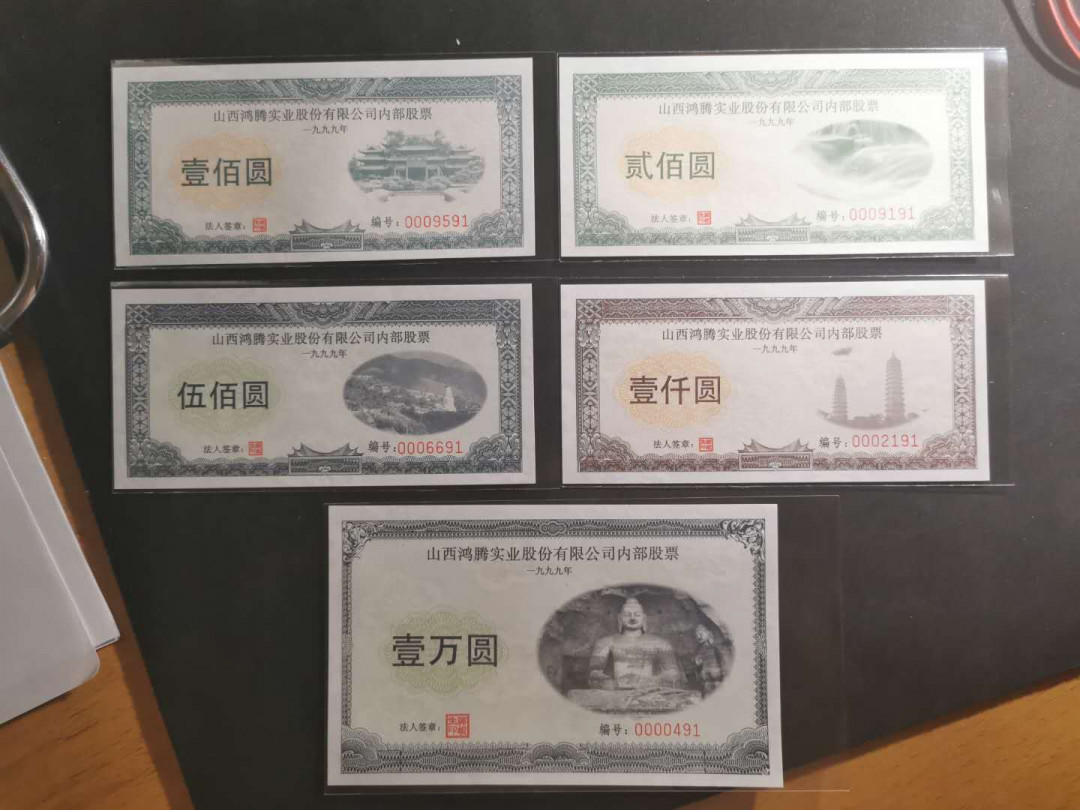 山西鸿腾实业股份有限公司内部股票
一九九九年
壹佰圆
法人签章：
编号：0009591
山西鸿腾实业股份有限公司内部股票
一九九九年
贰佰圆
法人签章：
编号：0009191
山西鸿腾实业股份有限公司内部股票
一九九九年
伍佰圆
法人签章：
编号：0006691
山西鸿腾实业股份有限公司内部股票
一九九九年
壹仟圆
法人签章：
编号：0002191
山西鸿腾实业股份有限公司内部股票
一九九九年
壹万圆
法人签章：
编号：0000491